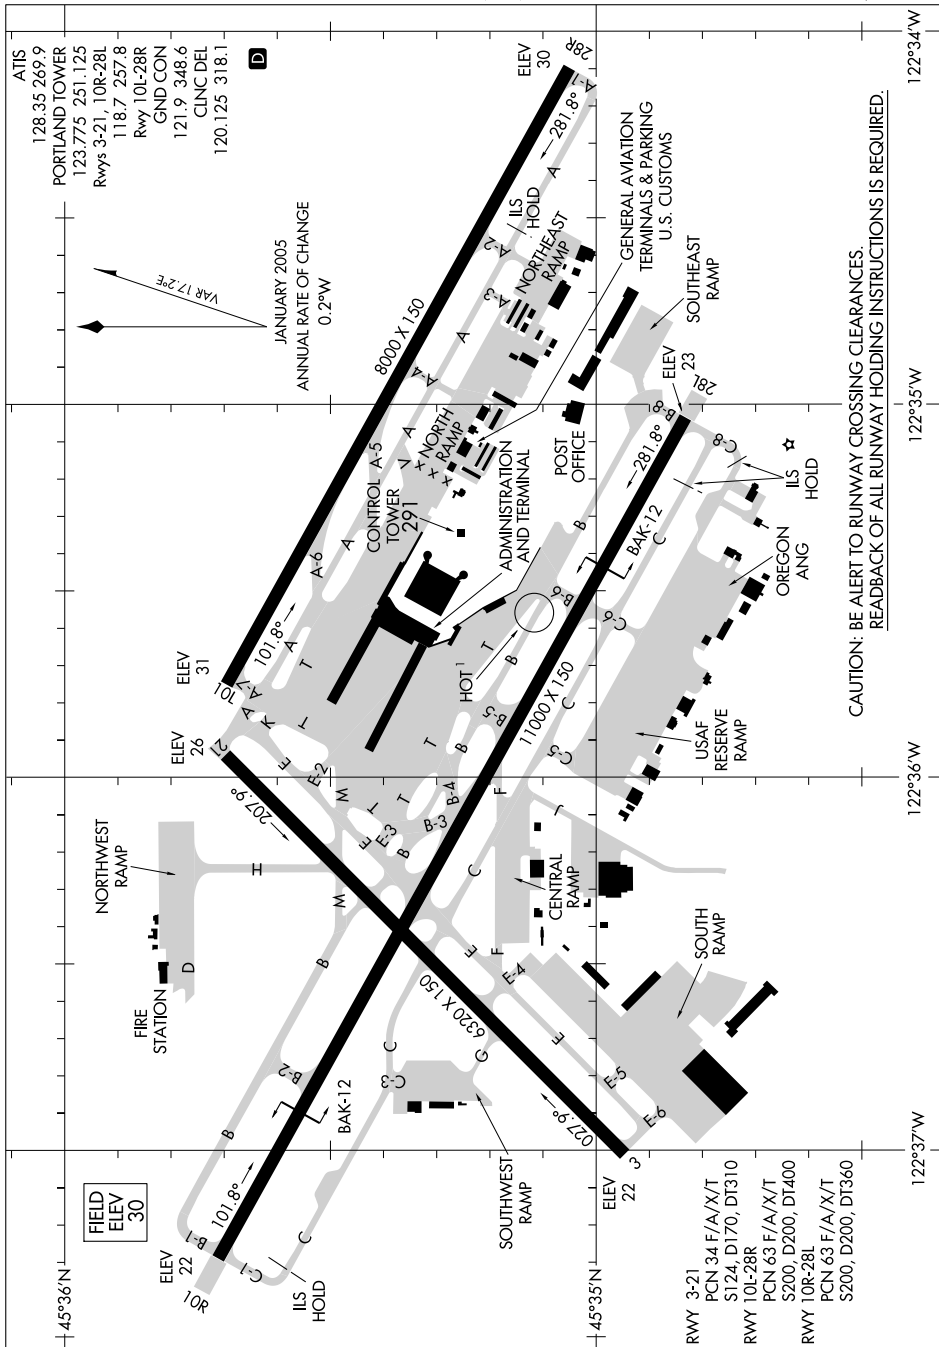 ATIS
128.35 269.9
PORTLAND TOWER
123.775 251.125
Rwys 3-21, 10R-28L
118.7 257.8
Rwy 10L-28R
GND CON
121.9 348.6
CLNC DEL
120.125 318.1
D
VAR 17.2°E
JANUARY 2005
ANNUAL RATE OF CHANGE
0.2°W
122°34'W
122°35'W
122°36'W
122°37'W
45°36'N
45°35'N
FIELD
ELEV
30
ELEV
30
28R
A-1
281.8°
A
ILS
HOLD
A-2
NORTHEAST
RAMP
A-3
A
8000 X 150
A-4
GENERAL AVIATION
TERMINALS & PARKING
U.S. CUSTOMS
SOUTHEAST
RAMP
ELEV
23
28L
B-8
281.8°
C-8
ILS
HOLD
NORTH
RAMP
X X X
V
A
A-5
CONTROL
TOWER
291
A
A-6
POST
OFFICE
ADMINISTRATION
AND TERMINAL
B
BAK-12
C
OREGON
ANG
B-6
C-6
HOT 1
T
B
11000 X 150
B-5
C
C-5
USAF
RESERVE
RAMP
101.8°
A
T
ELEV
31
10L
A-7
A
K
T
ELEV
26
21
E
E-2
T
B
W
T
T
B-4
F
J
207.9°
E
E-3
B-3
B
C
CENTRAL
RAMP
NORTHWEST
RAMP
H
M
D
FIRE
STATION
B
E
F
E-4
SOUTH
RAMP
6320 X 150
E
B-2
C
C-3
G
E-5
E-6
BAK-12
027.9°
3
ELEV
22
SOUTHWEST
RAMP
B
101.8°
B-1
ELEV
22
10R
C-1
C
ILS
HOLD
RWY 3-21
PCN 34 F/A/X/T
S124, D170, DT310
RWY 10L-28R
PCN 63 F/A/X/T
S200, D200, DT400
RWY 10R-28L
PCN 63 F/A/X/T
S200, D200, DT360
CAUTION: BE ALERT TO RUNWAY CROSSING CLEARANCES.
READBACK OF ALL RUNWAY HOLDING INSTRUCTIONS IS REQUIRED.